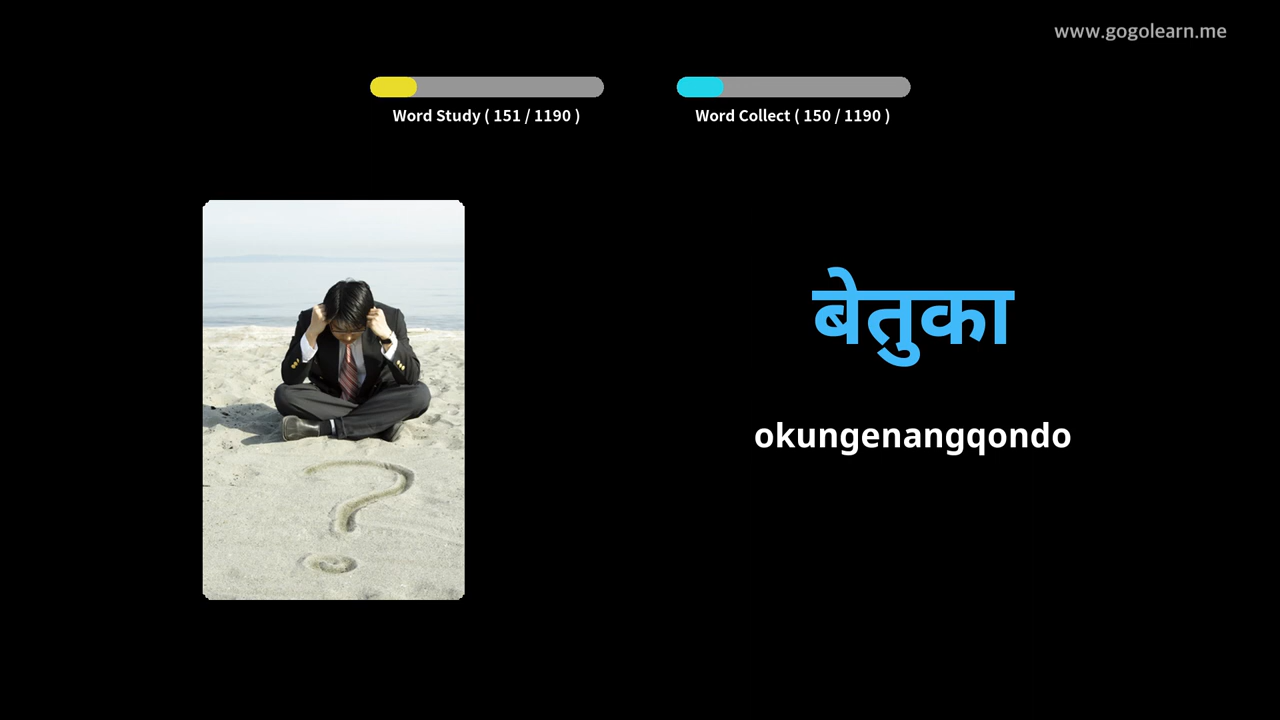 www.gogolearn.me
Word Study ( 151 / 1190 )
Word Collect ( 150 / 1190 )
बेतुका
okungenangqondo
?